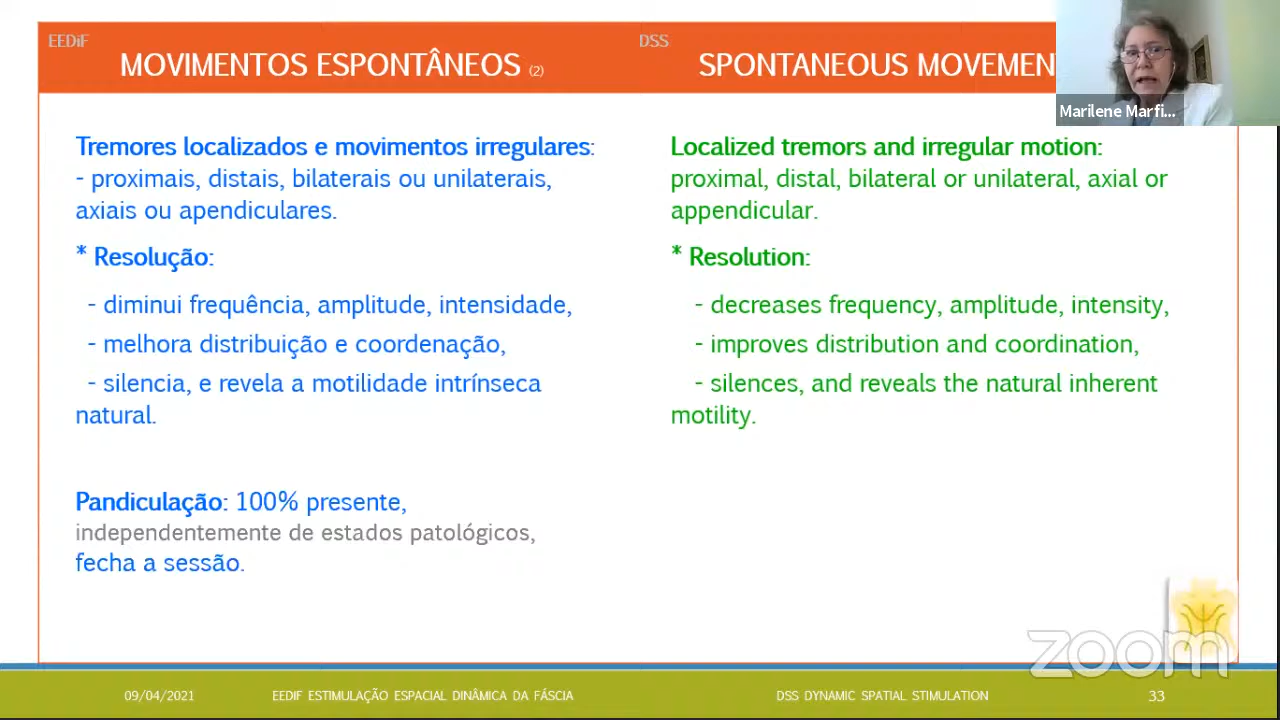 EEDiF
MOVIMENTOS ESPONTÂNEOS (2)
Tremores localizados e movimentos irregulares:
- proximais, distais, bilaterais ou unilaterais,
axiais ou apendiculares.
* Resolução:
- diminui frequência, amplitude, intensidade,
- melhora distribuição e coordenação,
- silencia, e revela a motilidade intrínseca
natural.
Pandiculação: 100% presente,
independentemente de estados patológicos,
fecha a sessão.
DSS
SPONTANEOUS MOVEMEN
Localized tremors and irregular motion:
proximal, distal, bilateral or unilateral, axial or
appendicular.
* Resolution:
- decreases frequency, amplitude, intensity,
- improves distribution and coordination,
- silences, and reveals the natural inherent
motility.
Marilene Marfi...
zoom
09/04/2021
EEDIF ESTIMULAÇÃO ESPACIAL DINÂMICA DA FÁSCIA
DSS DYNAMIC SPATIAL STIMULATION
33